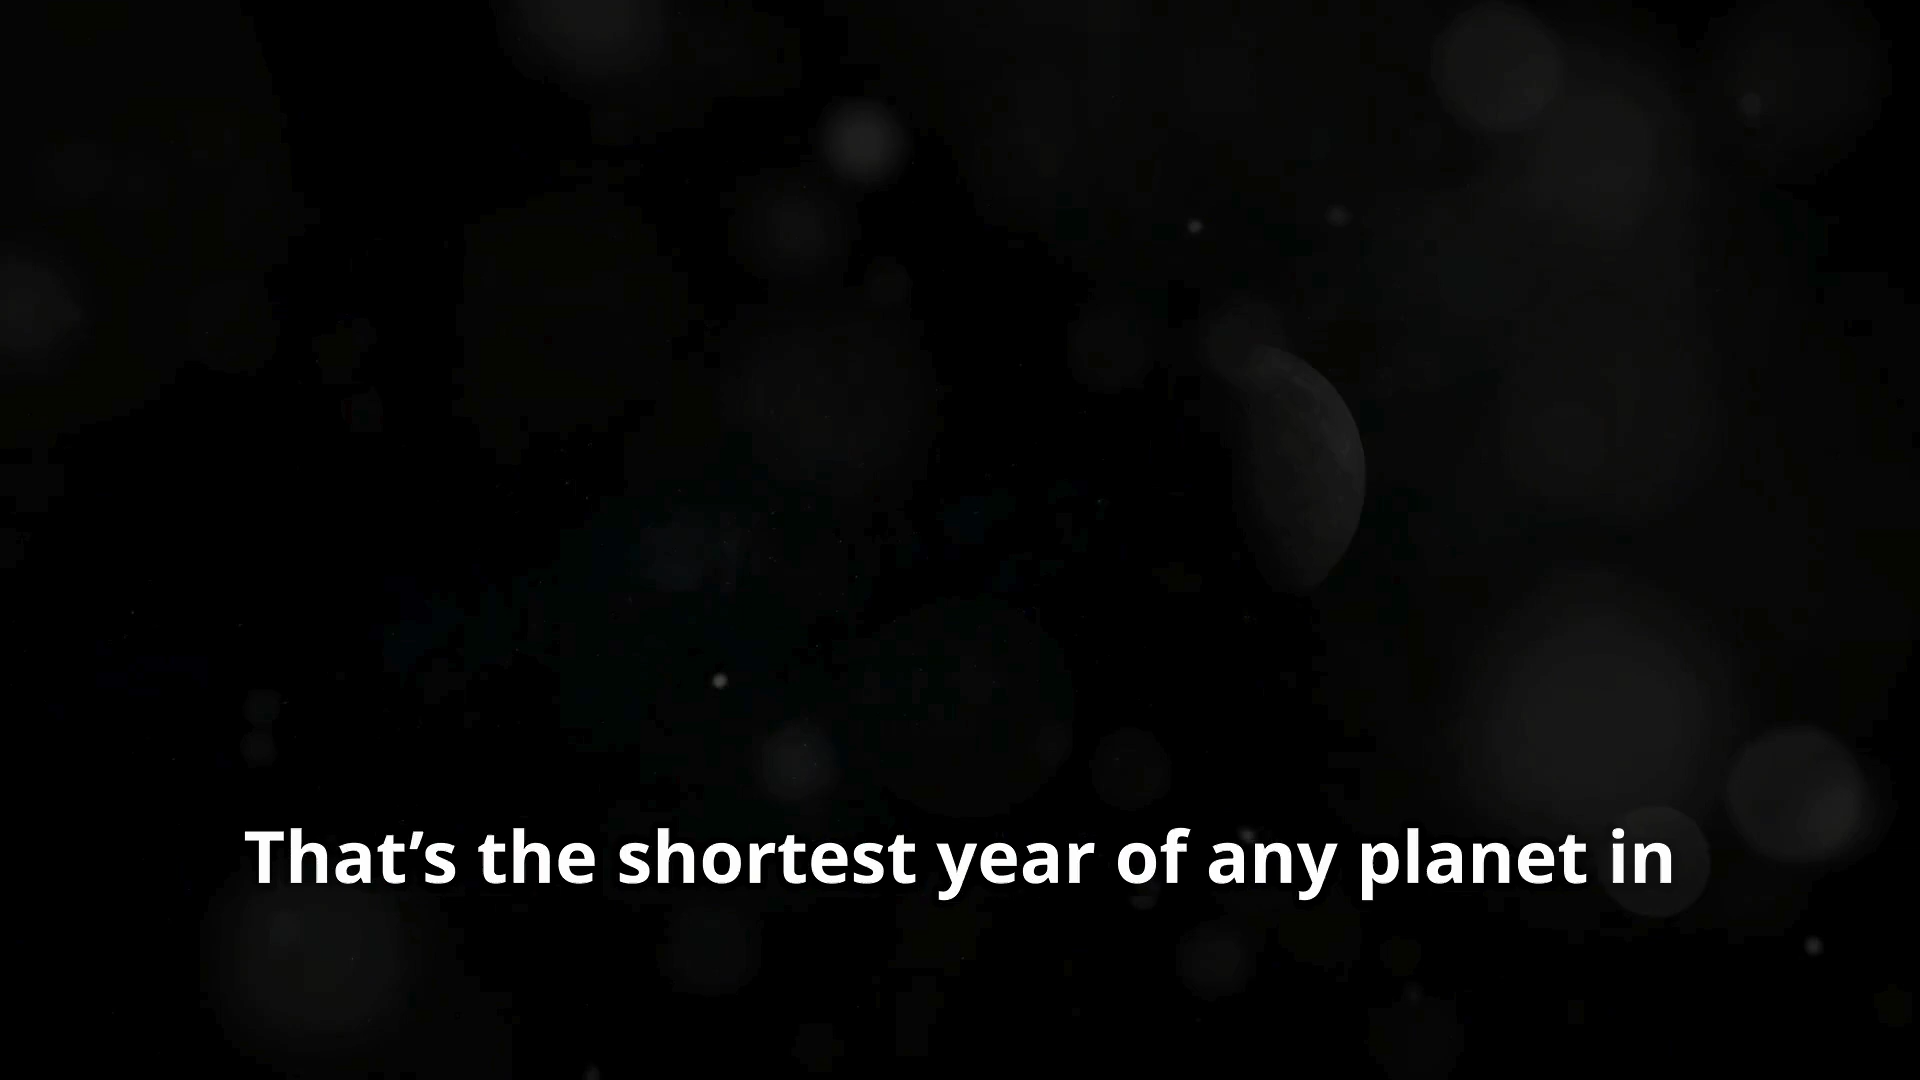 That’s the shortest year of any planet in